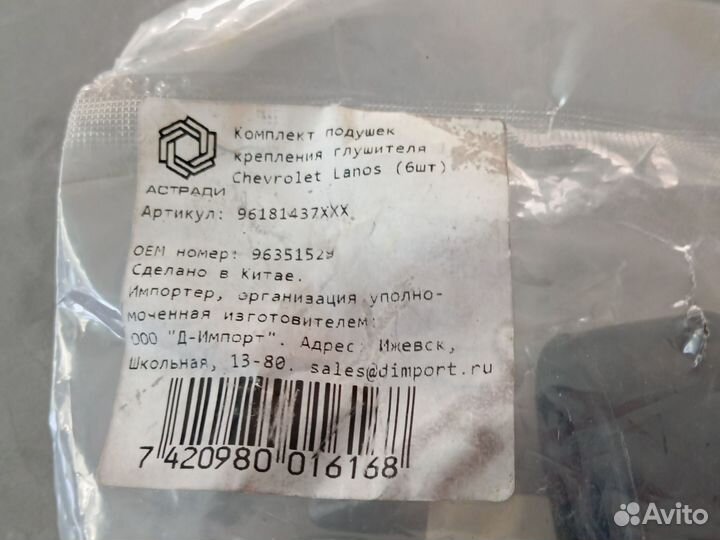 АСТРАДИ
Комплект подушек
крепления глушителя
Chevrolet Lanos (6шт)
Артикул: 96181437XXX
OEM номер: 96351529
Сделано в Китае.
Импортер, организация уполно-
моченная изготовителем:
ООО "Д-Импорт". Адрес: Ижевск,
Школьная, 13-80. sales@dimport.ru
7 420980 016168
Avito